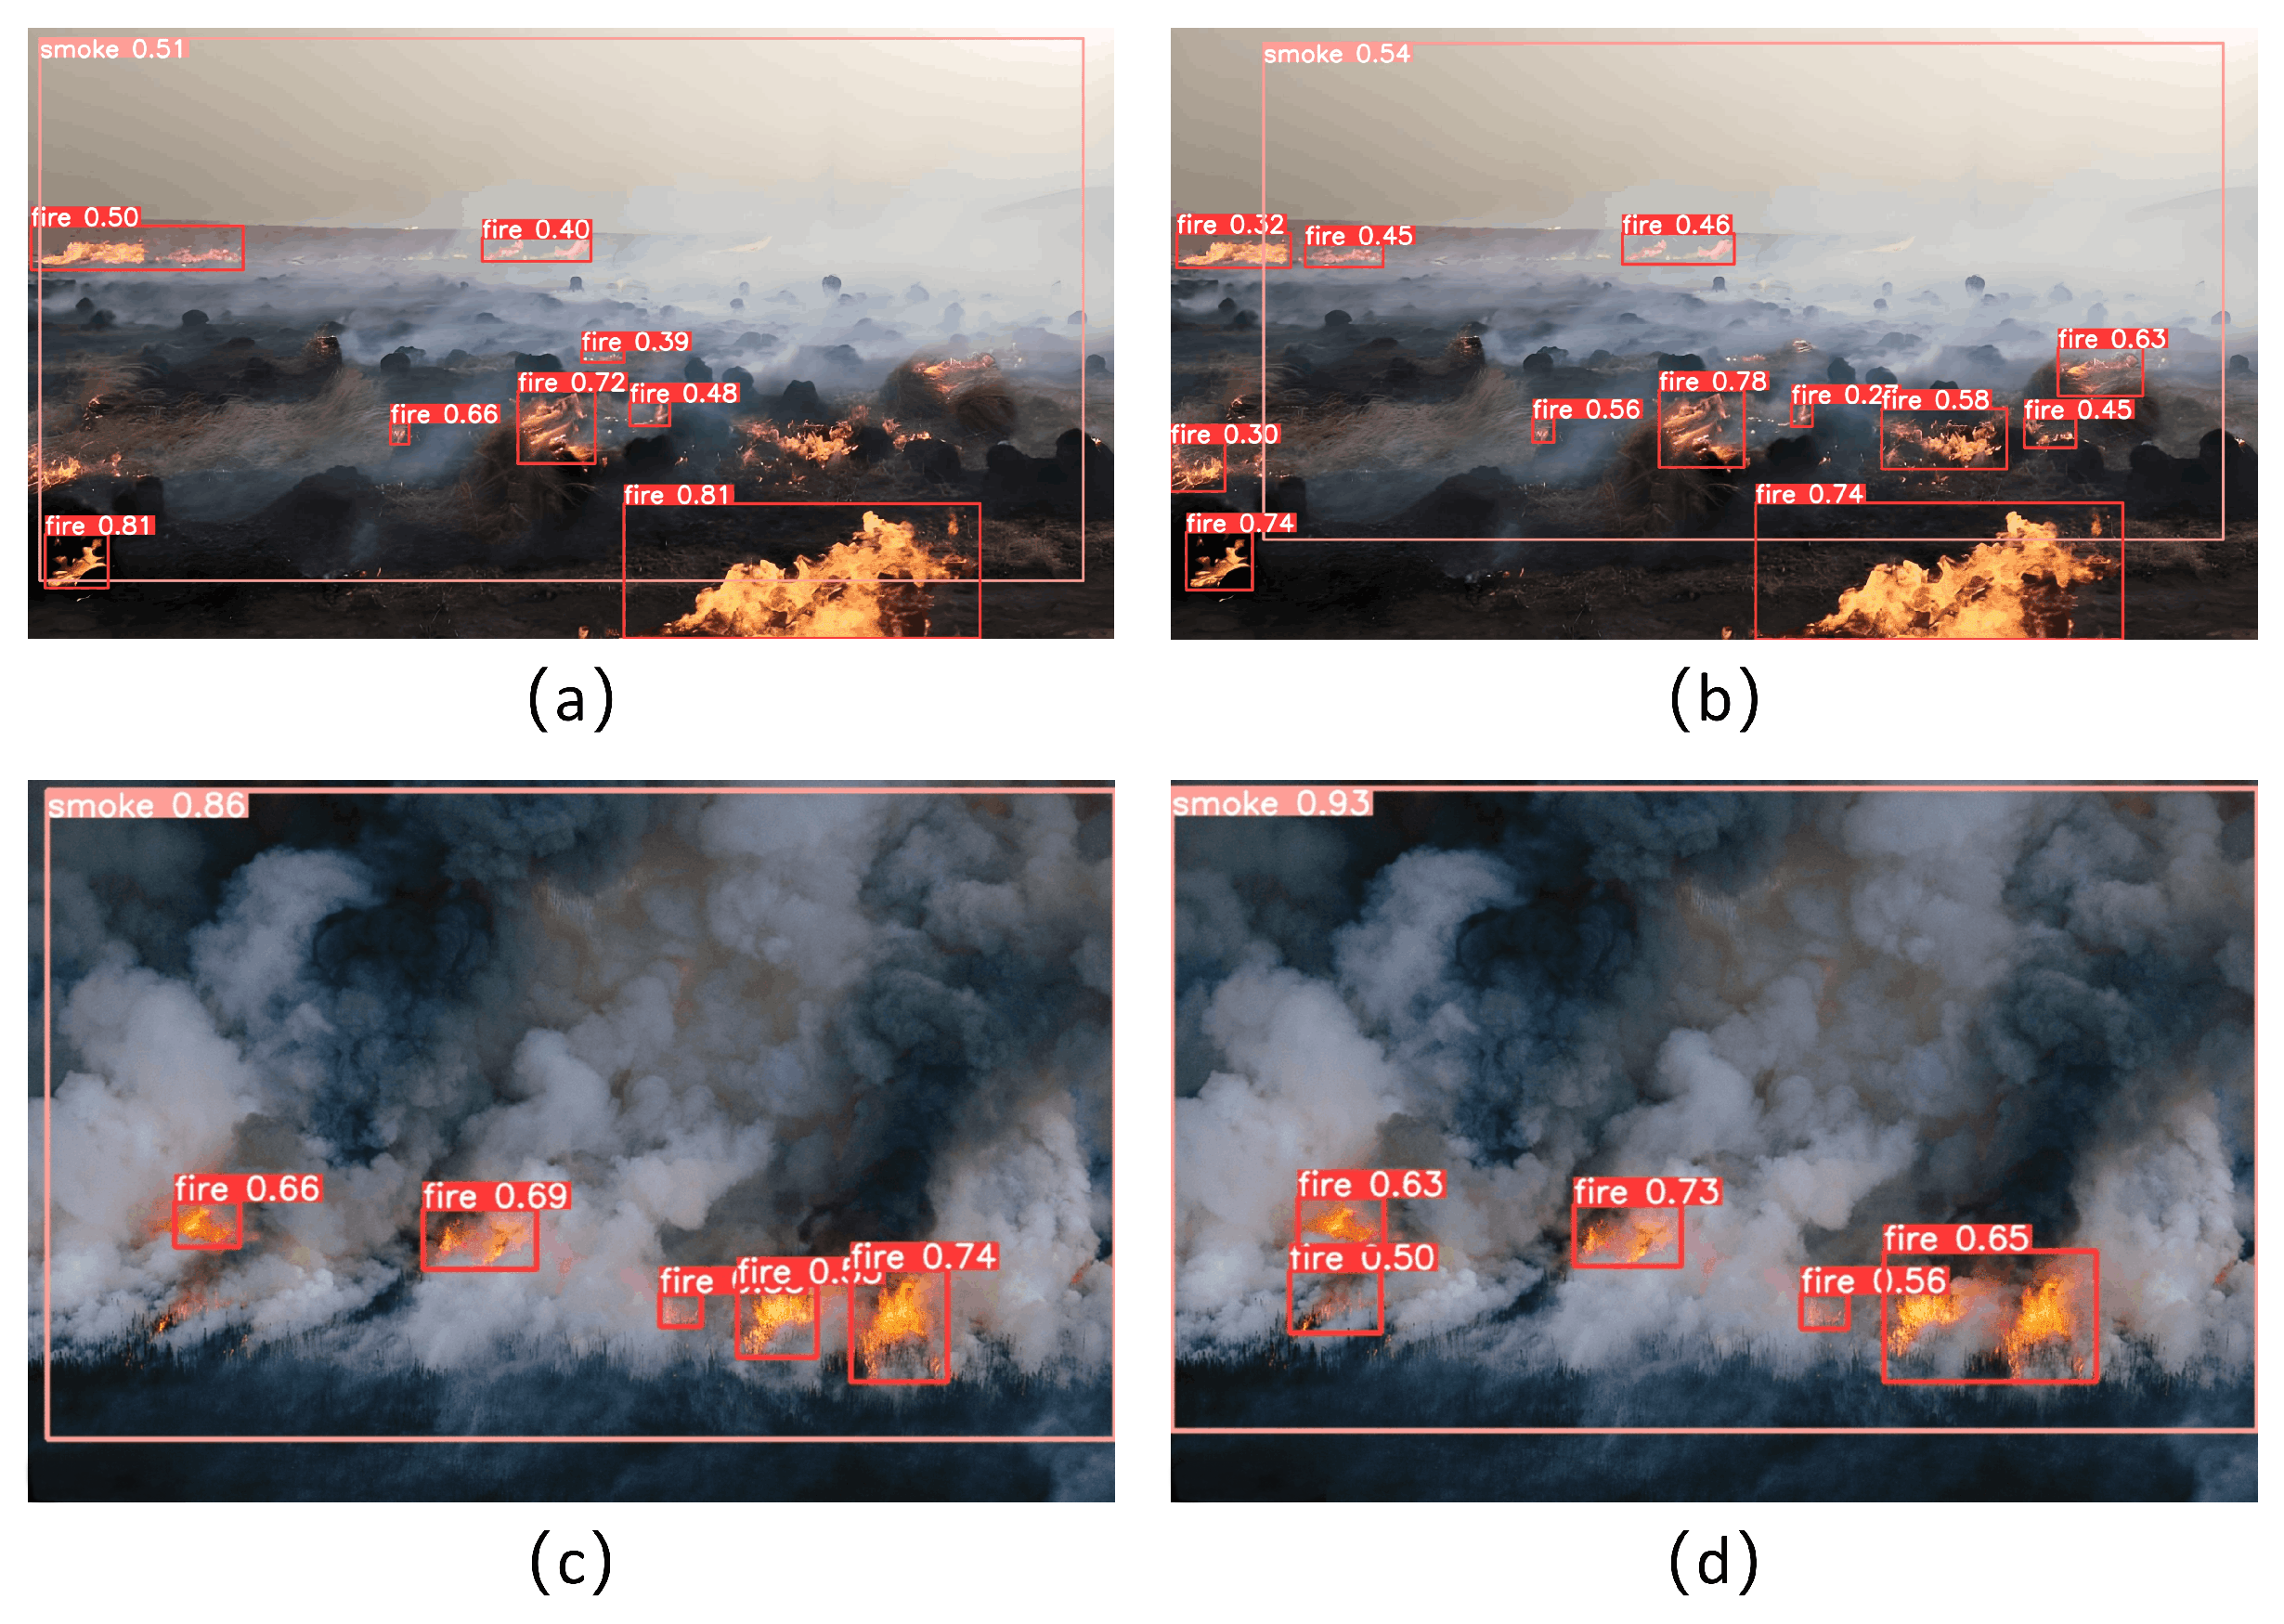 smoke 0.51
fire 0.50
fire 0.40
fire 0.39
fire 0.72
fire 0.48
fire 0.66
fire 0.81
fire 0.81
(a)
smoke 0.54
fire 0.32
fire 0.45
fire 0.46
fire 0.63
fire 0.78
fire 0.27
fire 0.58
fire 0.56
fire 0.45
fire 0.30
fire 0.74
fire 0.74
(b)
smoke 0.86
fire 0.66
fire 0.69
fire
fire
fire 0.74
(c)
smoke 0.93
fire 0.63
fire 0.50
fire 0.73
fire 0.65
fire 0.56
(d)